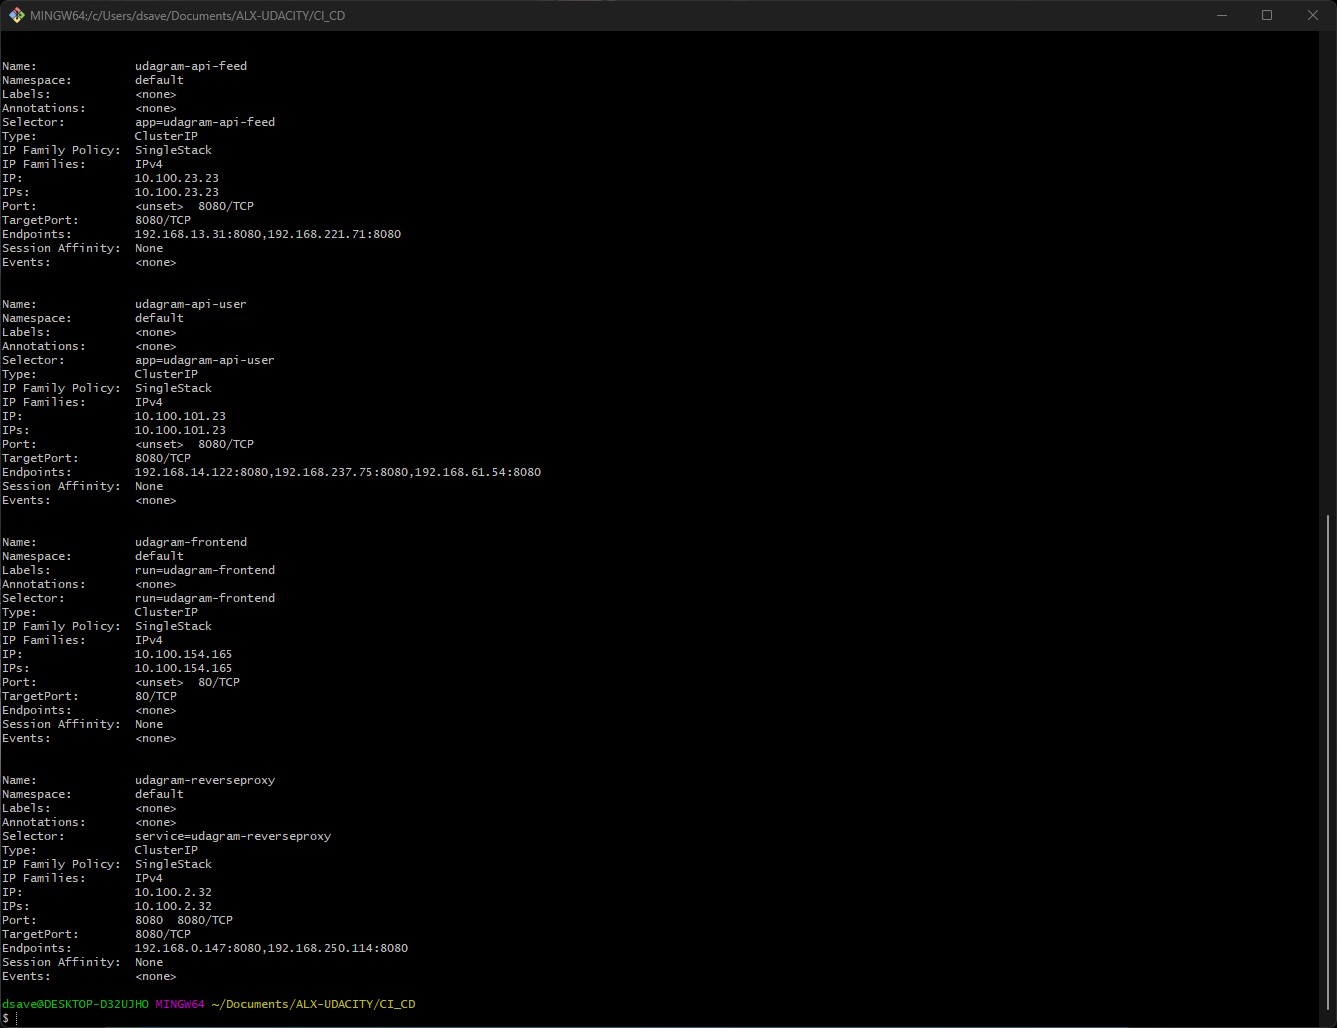 MINGW64:/c/Users/dsave/Documents/ALX-UDACITY/CI_CD
Name:              udagram-api-feed
Namespace:         default
Labels:            <none>
Annotations:       <none>
Selector:          app=udagram-api-feed
Type:              ClusterIP
IP Family Policy:  SingleStack
IP Families:       IPv4
IP:                10.100.23.23
IPs:               10.100.23.23
Port:              <unset>  8080/TCP
TargetPort:        8080/TCP
Endpoints:         192.168.13.31:8080,192.168.221.71:8080
Session Affinity:  None
Events:            <none>
Name:              udagram-api-user
Namespace:         default
Labels:            <none>
Annotations:       <none>
Selector:          app=udagram-api-user
Type:              ClusterIP
IP Family Policy:  SingleStack
IP Families:       IPv4
IP:                10.100.101.23
IPs:               10.100.101.23
Port:              <unset>  8080/TCP
TargetPort:        8080/TCP
Endpoints:         192.168.14.122:8080,192.168.237.75:8080,192.168.61.54:8080
Session Affinity:  None
Events:            <none>
Name:              udagram-frontend
Namespace:         default
Labels:            run=udagram-frontend
Annotations:       <none>
Selector:          run=udagram-frontend
Type:              ClusterIP
IP Family Policy:  SingleStack
IP Families:       IPv4
IP:                10.100.154.165
IPs:               10.100.154.165
Port:              <unset>  80/TCP
TargetPort:        80/TCP
Endpoints:         <none>
Session Affinity:  None
Events:            <none>
Name:              udagram-reverseproxy
Namespace:         default
Labels:            <none>
Annotations:       <none>
Selector:          service=udagram-reverseproxy
Type:              ClusterIP
IP Family Policy:  SingleStack
IP Families:       IPv4
IP:                10.100.2.32
IPs:               10.100.2.32
Port:              8080  8080/TCP
TargetPort:        8080/TCP
Endpoints:         192.168.0.147:8080,192.168.250.114:8080
Session Affinity:  None
Events:            <none>
dsave@DESKTOP-D32UJHO MINGW64 ~/Documents/ALX-UDACITY/CI_CD
$